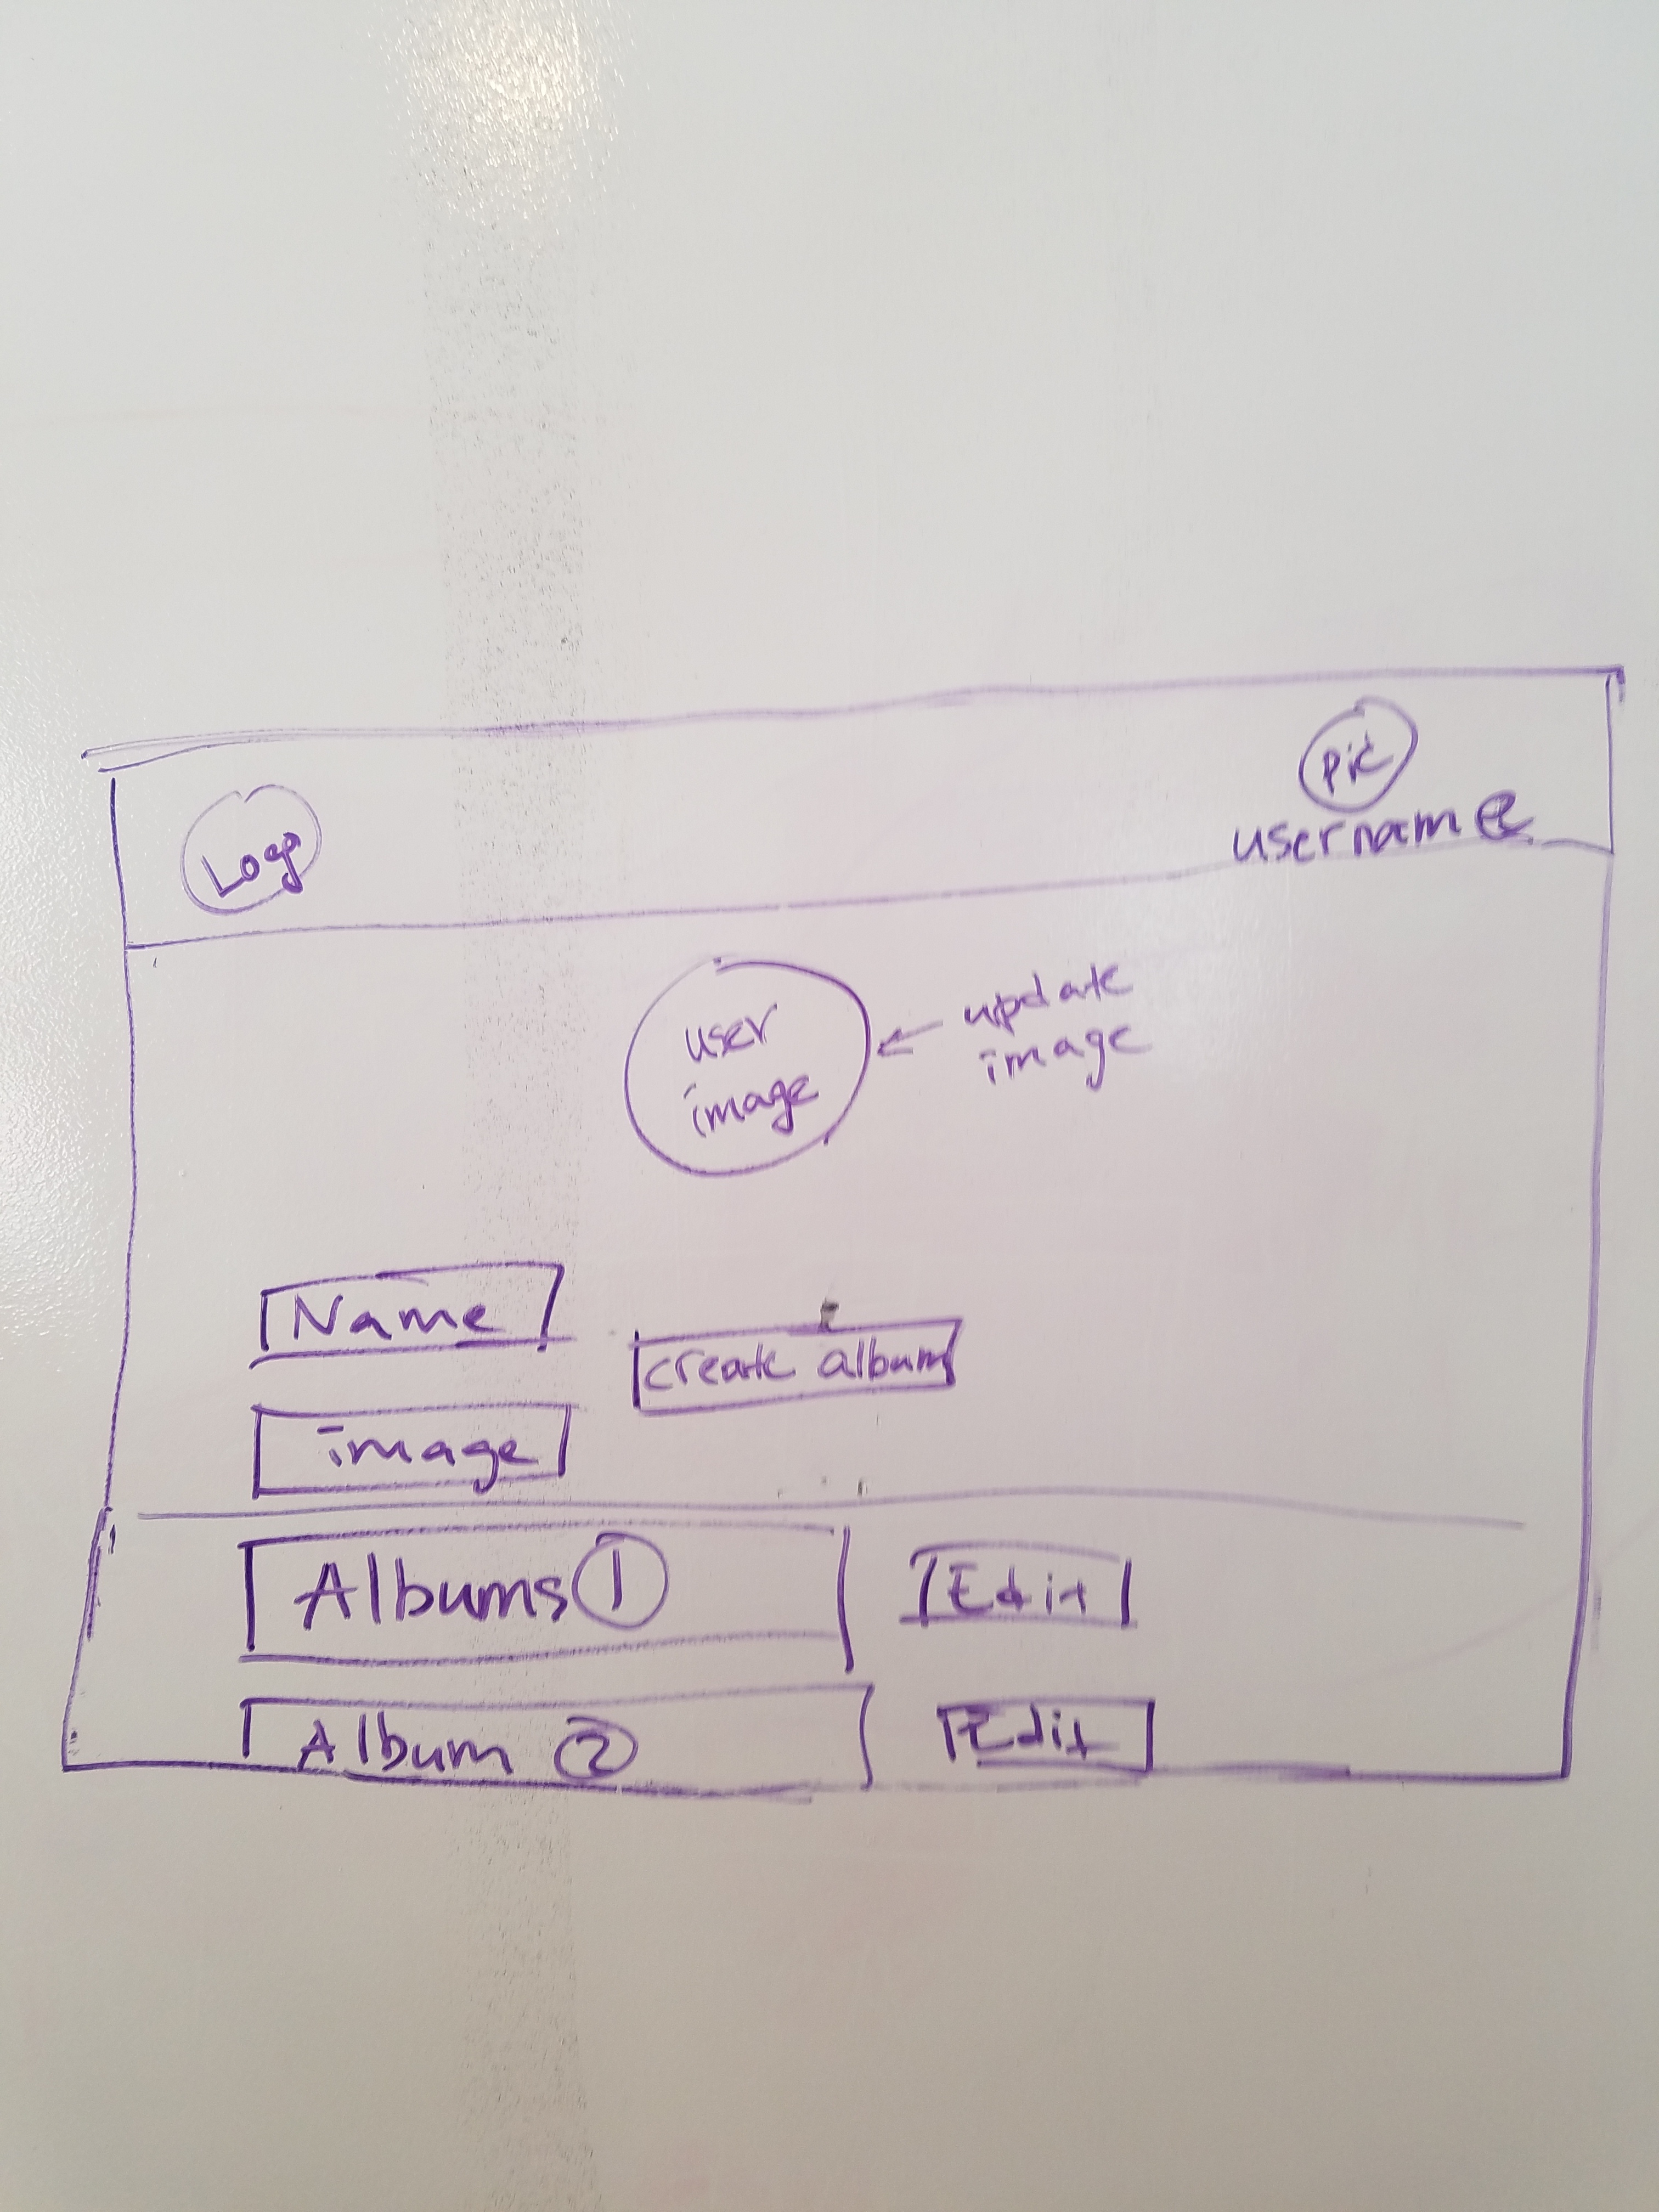 Logo
pic
username
user
image
update
image
Name
create album
image
Albums 1
Edit
Album 2
Edit